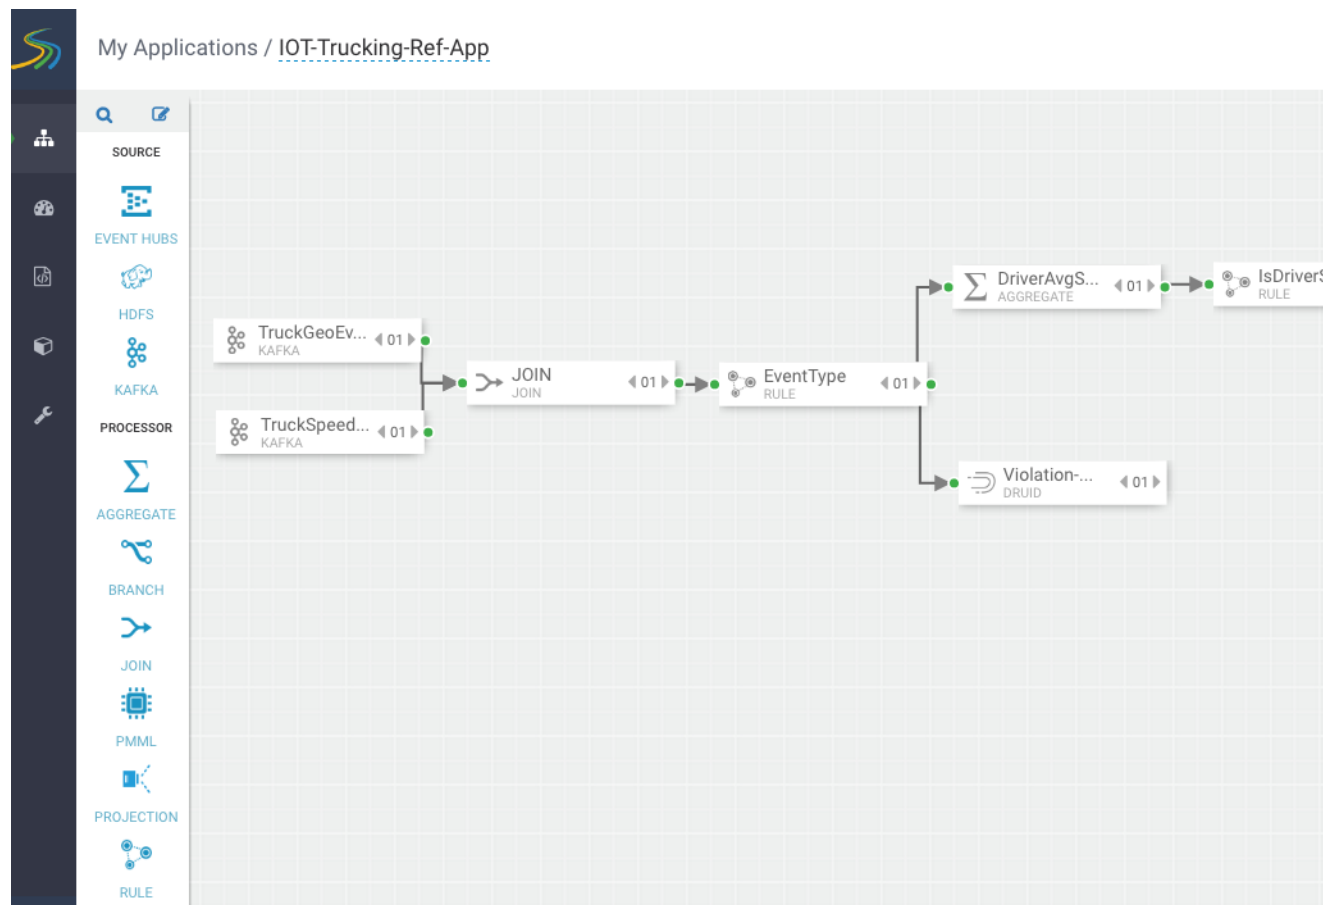 My Applications / IOT-Trucking-Ref-App
SOURCE
EVENT HUBS
HDFS
KAFKA
PROCESSOR
AGGREGATE
BRANCH
JOIN
PMML
PROJECTION
RULE
TruckGeoEv... 01
KAFKA
TruckSpeed... 01
KAFKA
JOIN 01
JOIN
EventType 01
RULE
DriverAvgS... 01
AGGREGATE
IsDriverS
RULE
Violation-... 01
DRUID